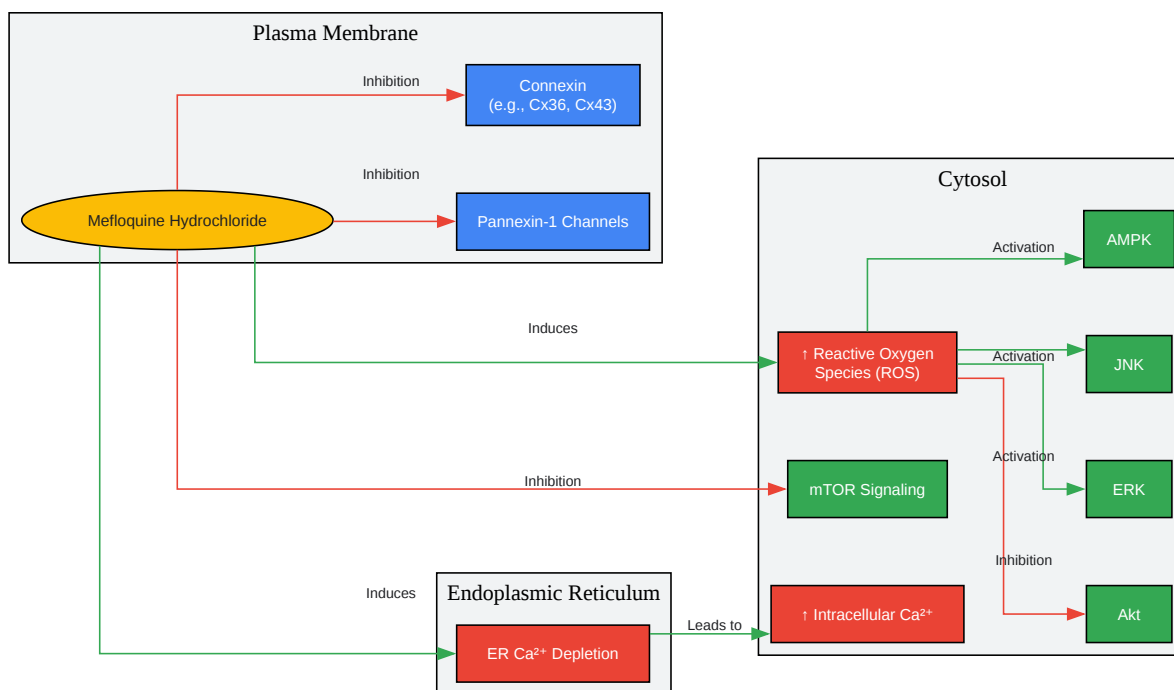 Plasma Membrane
Inhibition
Connexin
(e.g., Cx36, Cx43)
Inhibition
Mefloquine Hydrochloride
Pannexin-1 Channels
Cytosol
Activation
AMPK
Induces
↑ Reactive Oxygen
Species (ROS)
Activation
JNK
Activation
Inhibition
mTOR Signaling
ERK
Inhibition
Induces
Endoplasmic Reticulum
Leads to
↑ Intracellular Ca²⁺
Akt
ER Ca²⁺ Depletion